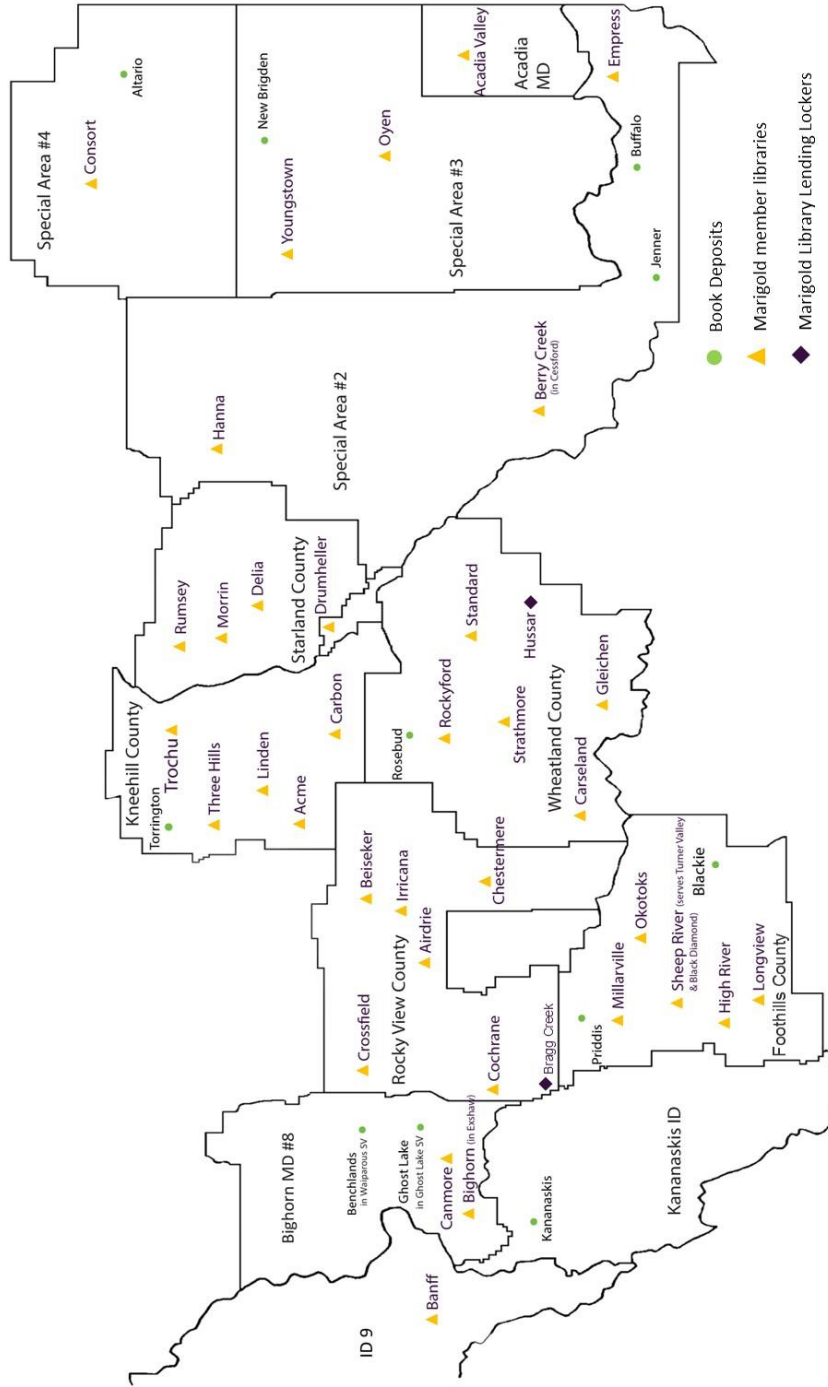 ID 9
Banff
Bighorn MD #8
Benchlands
in Waiparous SV
Ghost Lake
in Ghost Lake SV
Canmore
Bighorn (in Exshaw)
Kananaskis
Kananaskis ID
Crossfield
Rocky View County
Cochrane
Bragg Creek
Beiseker
Irricana
Airdrie
Chestermere
Priddis
Millarville
Okotoks
Sheep River (serves Turner Valley
& Black Diamond)
Blackie
High River
Longview
Foothills County
Kneehill County
Torrington
Trochu
Three Hills
Linden
Acme
Carbon
Rumsey
Morrin
Delia
Starland County
Drumheller
Rosebud
Rockyford
Standard
Strathmore
Hussar
Wheatland County
Carseland
Gleichen
Hanna
Special Area #2
Berry Creek
(in Cessford)
Special Area #4
Consort
Altario
New Brigden
Youngstown
Oyen
Special Area #3
Acadia Valley
Acadia
MD
Empress
Buffalo
Jenner
Book Deposits
Marigold member libraries
Marigold Library Lending Lockers